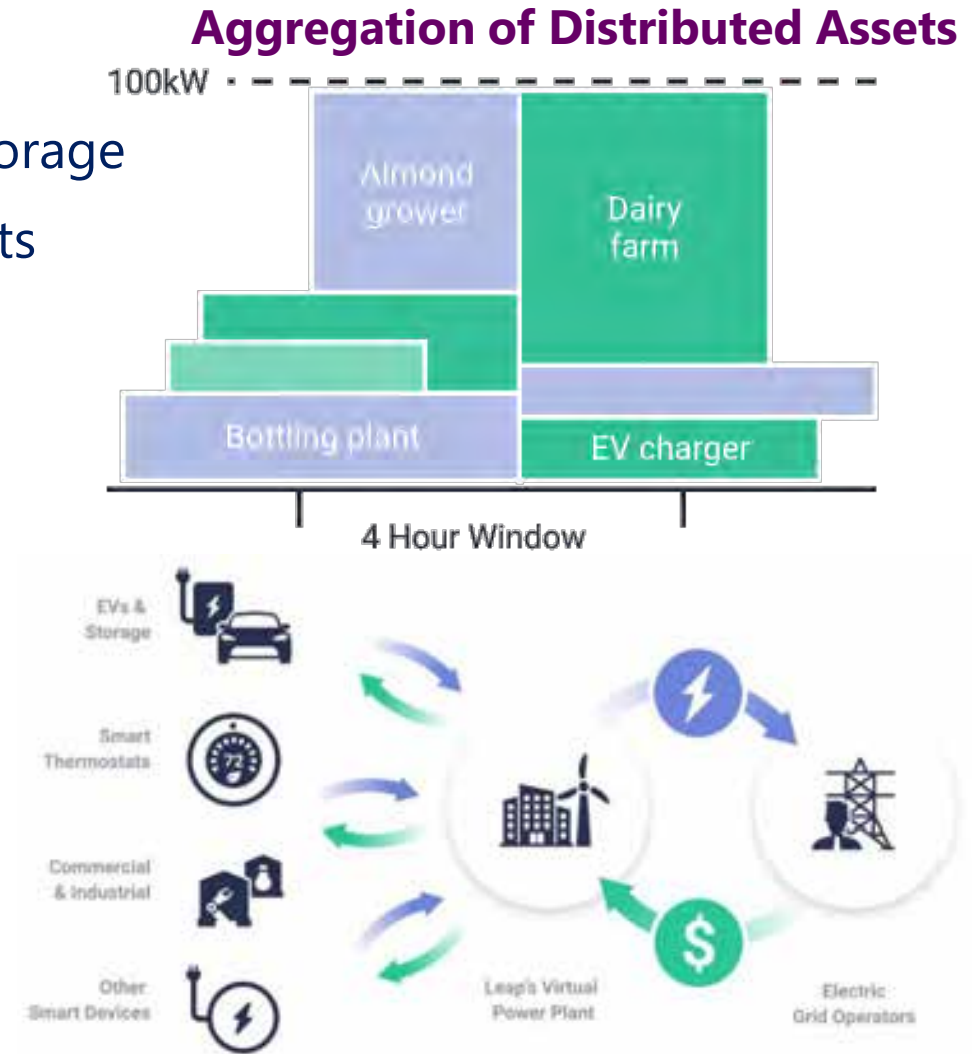 Aggregation of Distributed Assets
100kW
orage
ts
Almond
grower
Dairy
farm
Bottling plant
EV charger
4 Hour Window
EVs &
Storage
Smart
Thermostats
72
Commercial
& Industrial
Other
Smart Devices
$
Leap's Virtual
Power Plant
Electric
Grid Operators